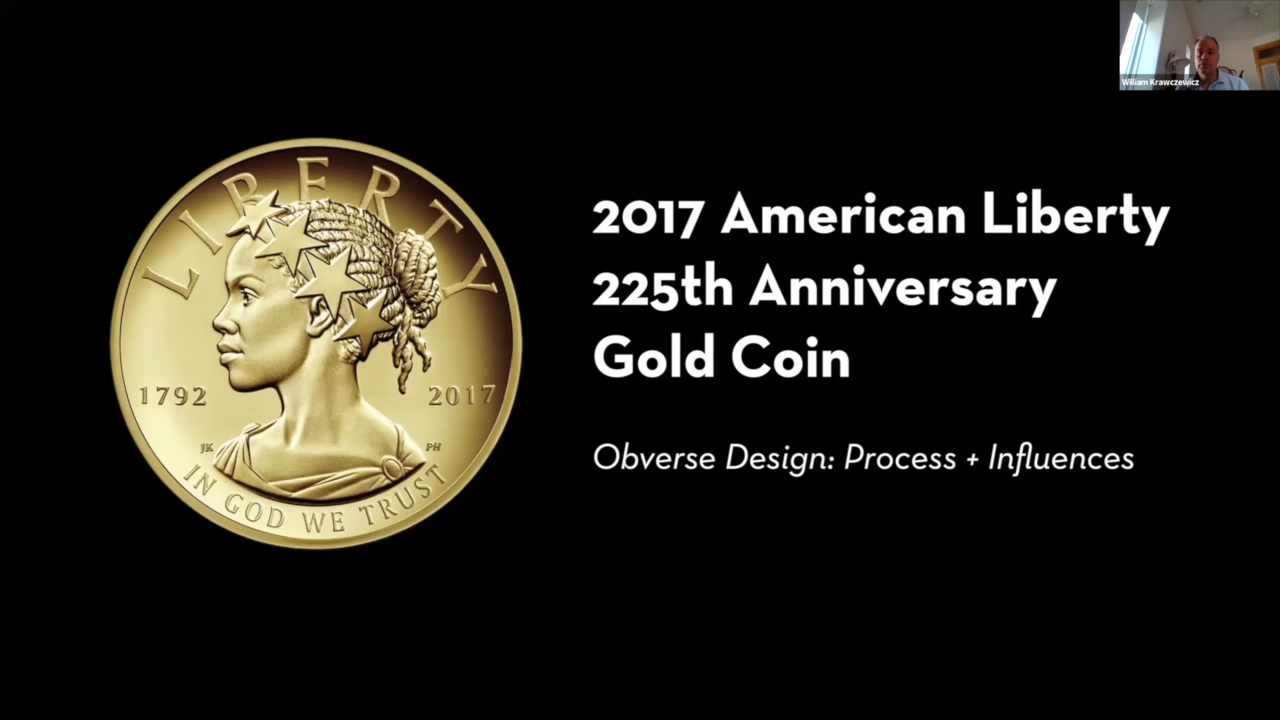 William Krawczewicz
LIBERTY
1792
2017
JK
PH
IN GOD WE TRUST
2017 American Liberty
225th Anniversary
Gold Coin
Obverse Design: Process + Influences